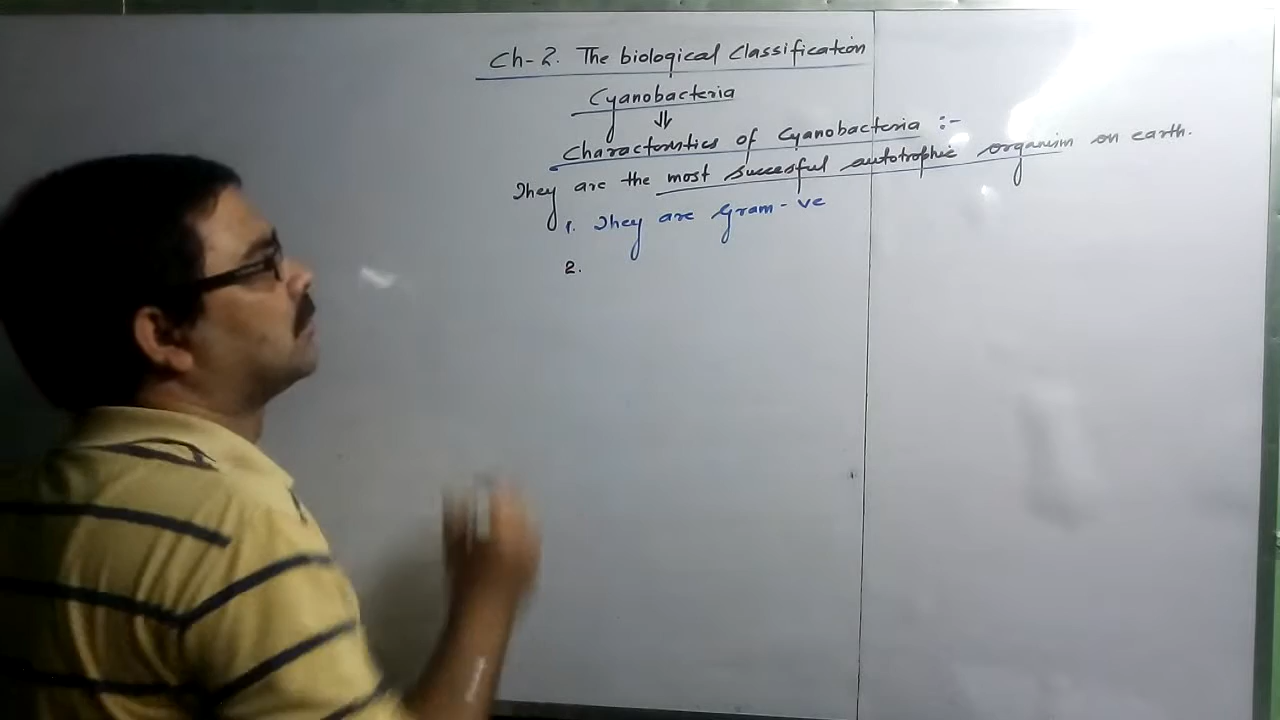 Ch-2. The biological Classification
Cyanobacteria
⇓
Characteristics of Cyanobacteria :-
They are the most succesful autotrophic organism on earth.
1. They are Gram-ve
2.